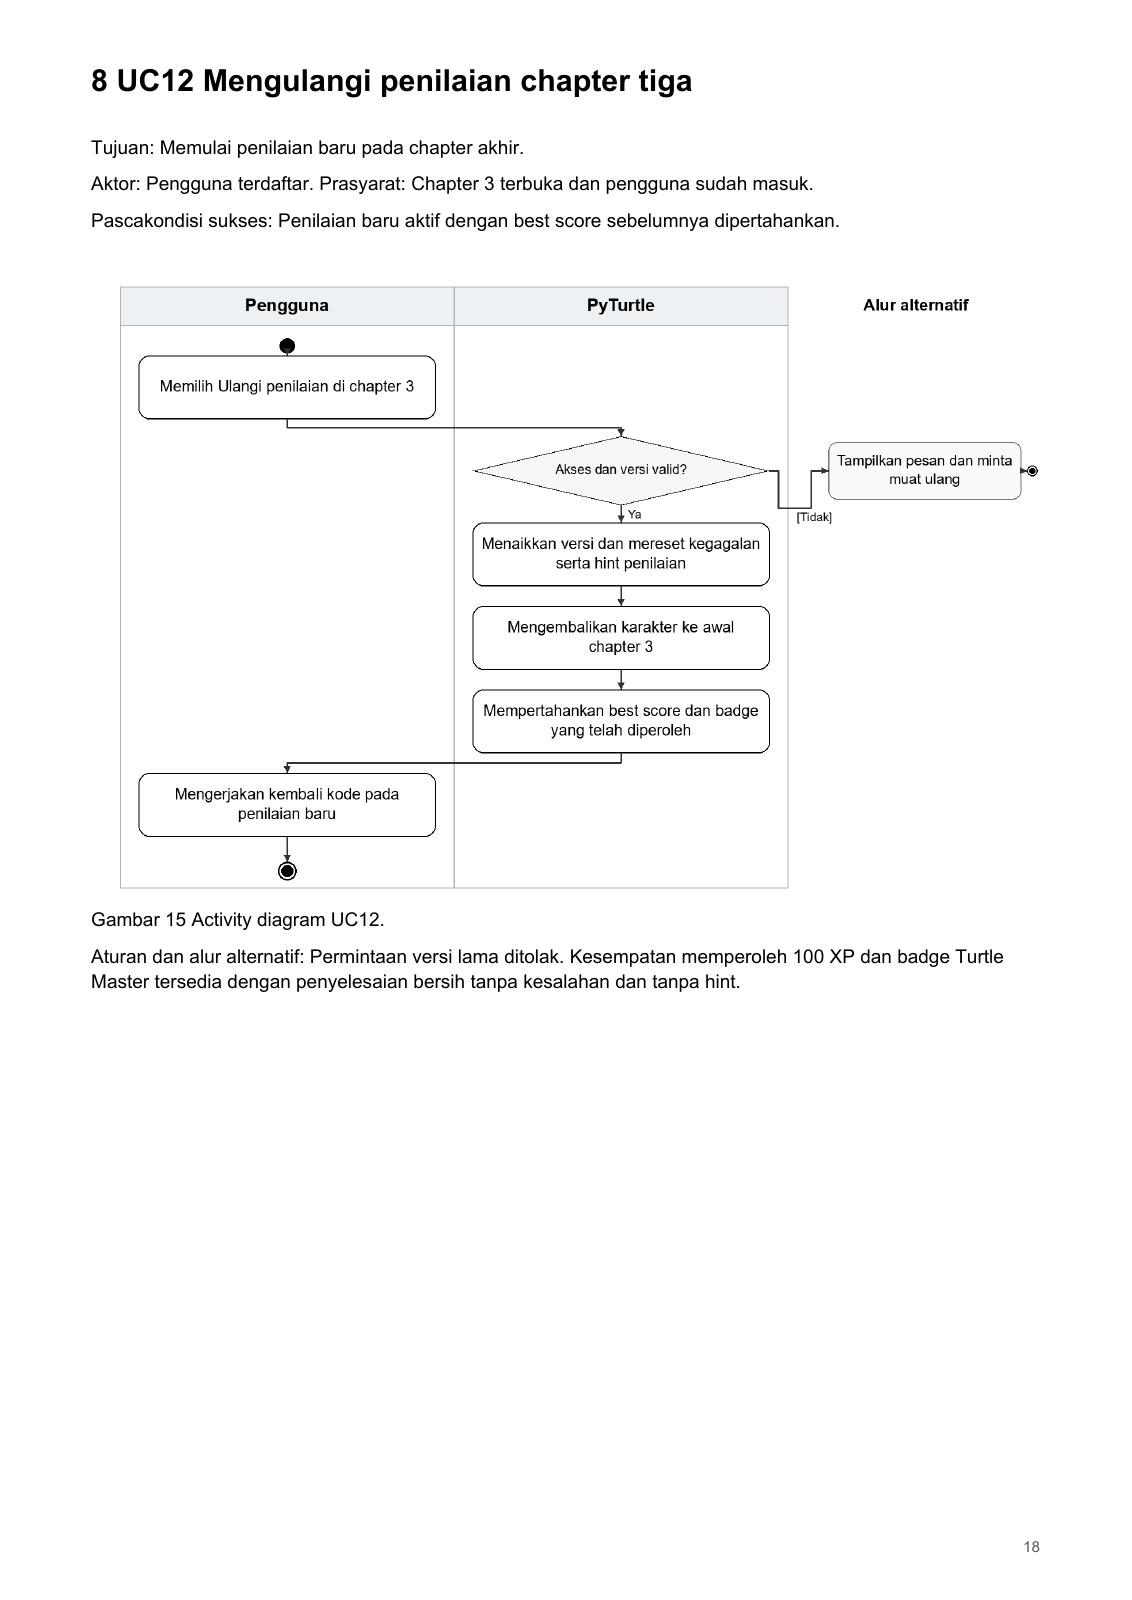 8 UC12 Mengulangi penilaian chapter tiga
Tujuan: Memulai penilaian baru pada chapter akhir.
Aktor: Pengguna terdaftar. Prasyarat: Chapter 3 terbuka dan pengguna sudah masuk.
Pascakondisi sukses: Penilaian baru aktif dengan best score sebelumnya dipertahankan.
Pengguna
PyTurtle
Alur alternatif
Memilih Ulangi penilaian di chapter 3
Akses dan versi valid?
Tampilkan pesan dan minta
muat ulang
[Tidak]
Ya
Menaikkan versi dan mereset kegagalan
serta hint penilaian
Mengembalikan karakter ke awal
chapter 3
Mempertahankan best score dan badge
yang telah diperoleh
Mengerjakan kembali kode pada
penilaian baru
Gambar 15 Activity diagram UC12.
Aturan dan alur alternatif: Permintaan versi lama ditolak. Kesempatan memperoleh 100 XP dan badge Turtle
Master tersedia dengan penyelesaian bersih tanpa kesalahan dan tanpa hint.
18